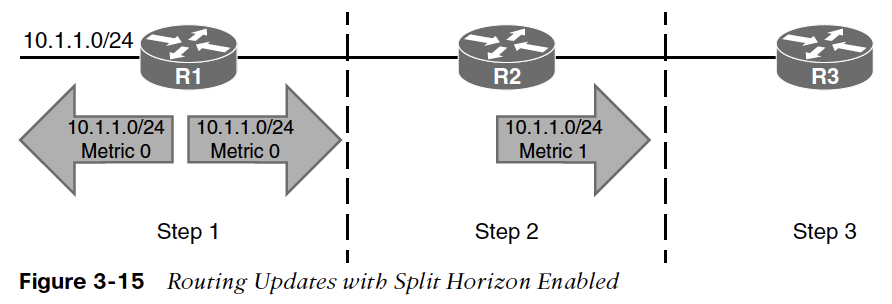 10.1.1.0/24
R1
R2
R3
10.1.1.0/24
Metric 0
10.1.1.0/24
Metric 0
10.1.1.0/24
Metric 1
Step 1
Step 2
Step 3
Figure 3-15 Routing Updates with Split Horizon Enabled